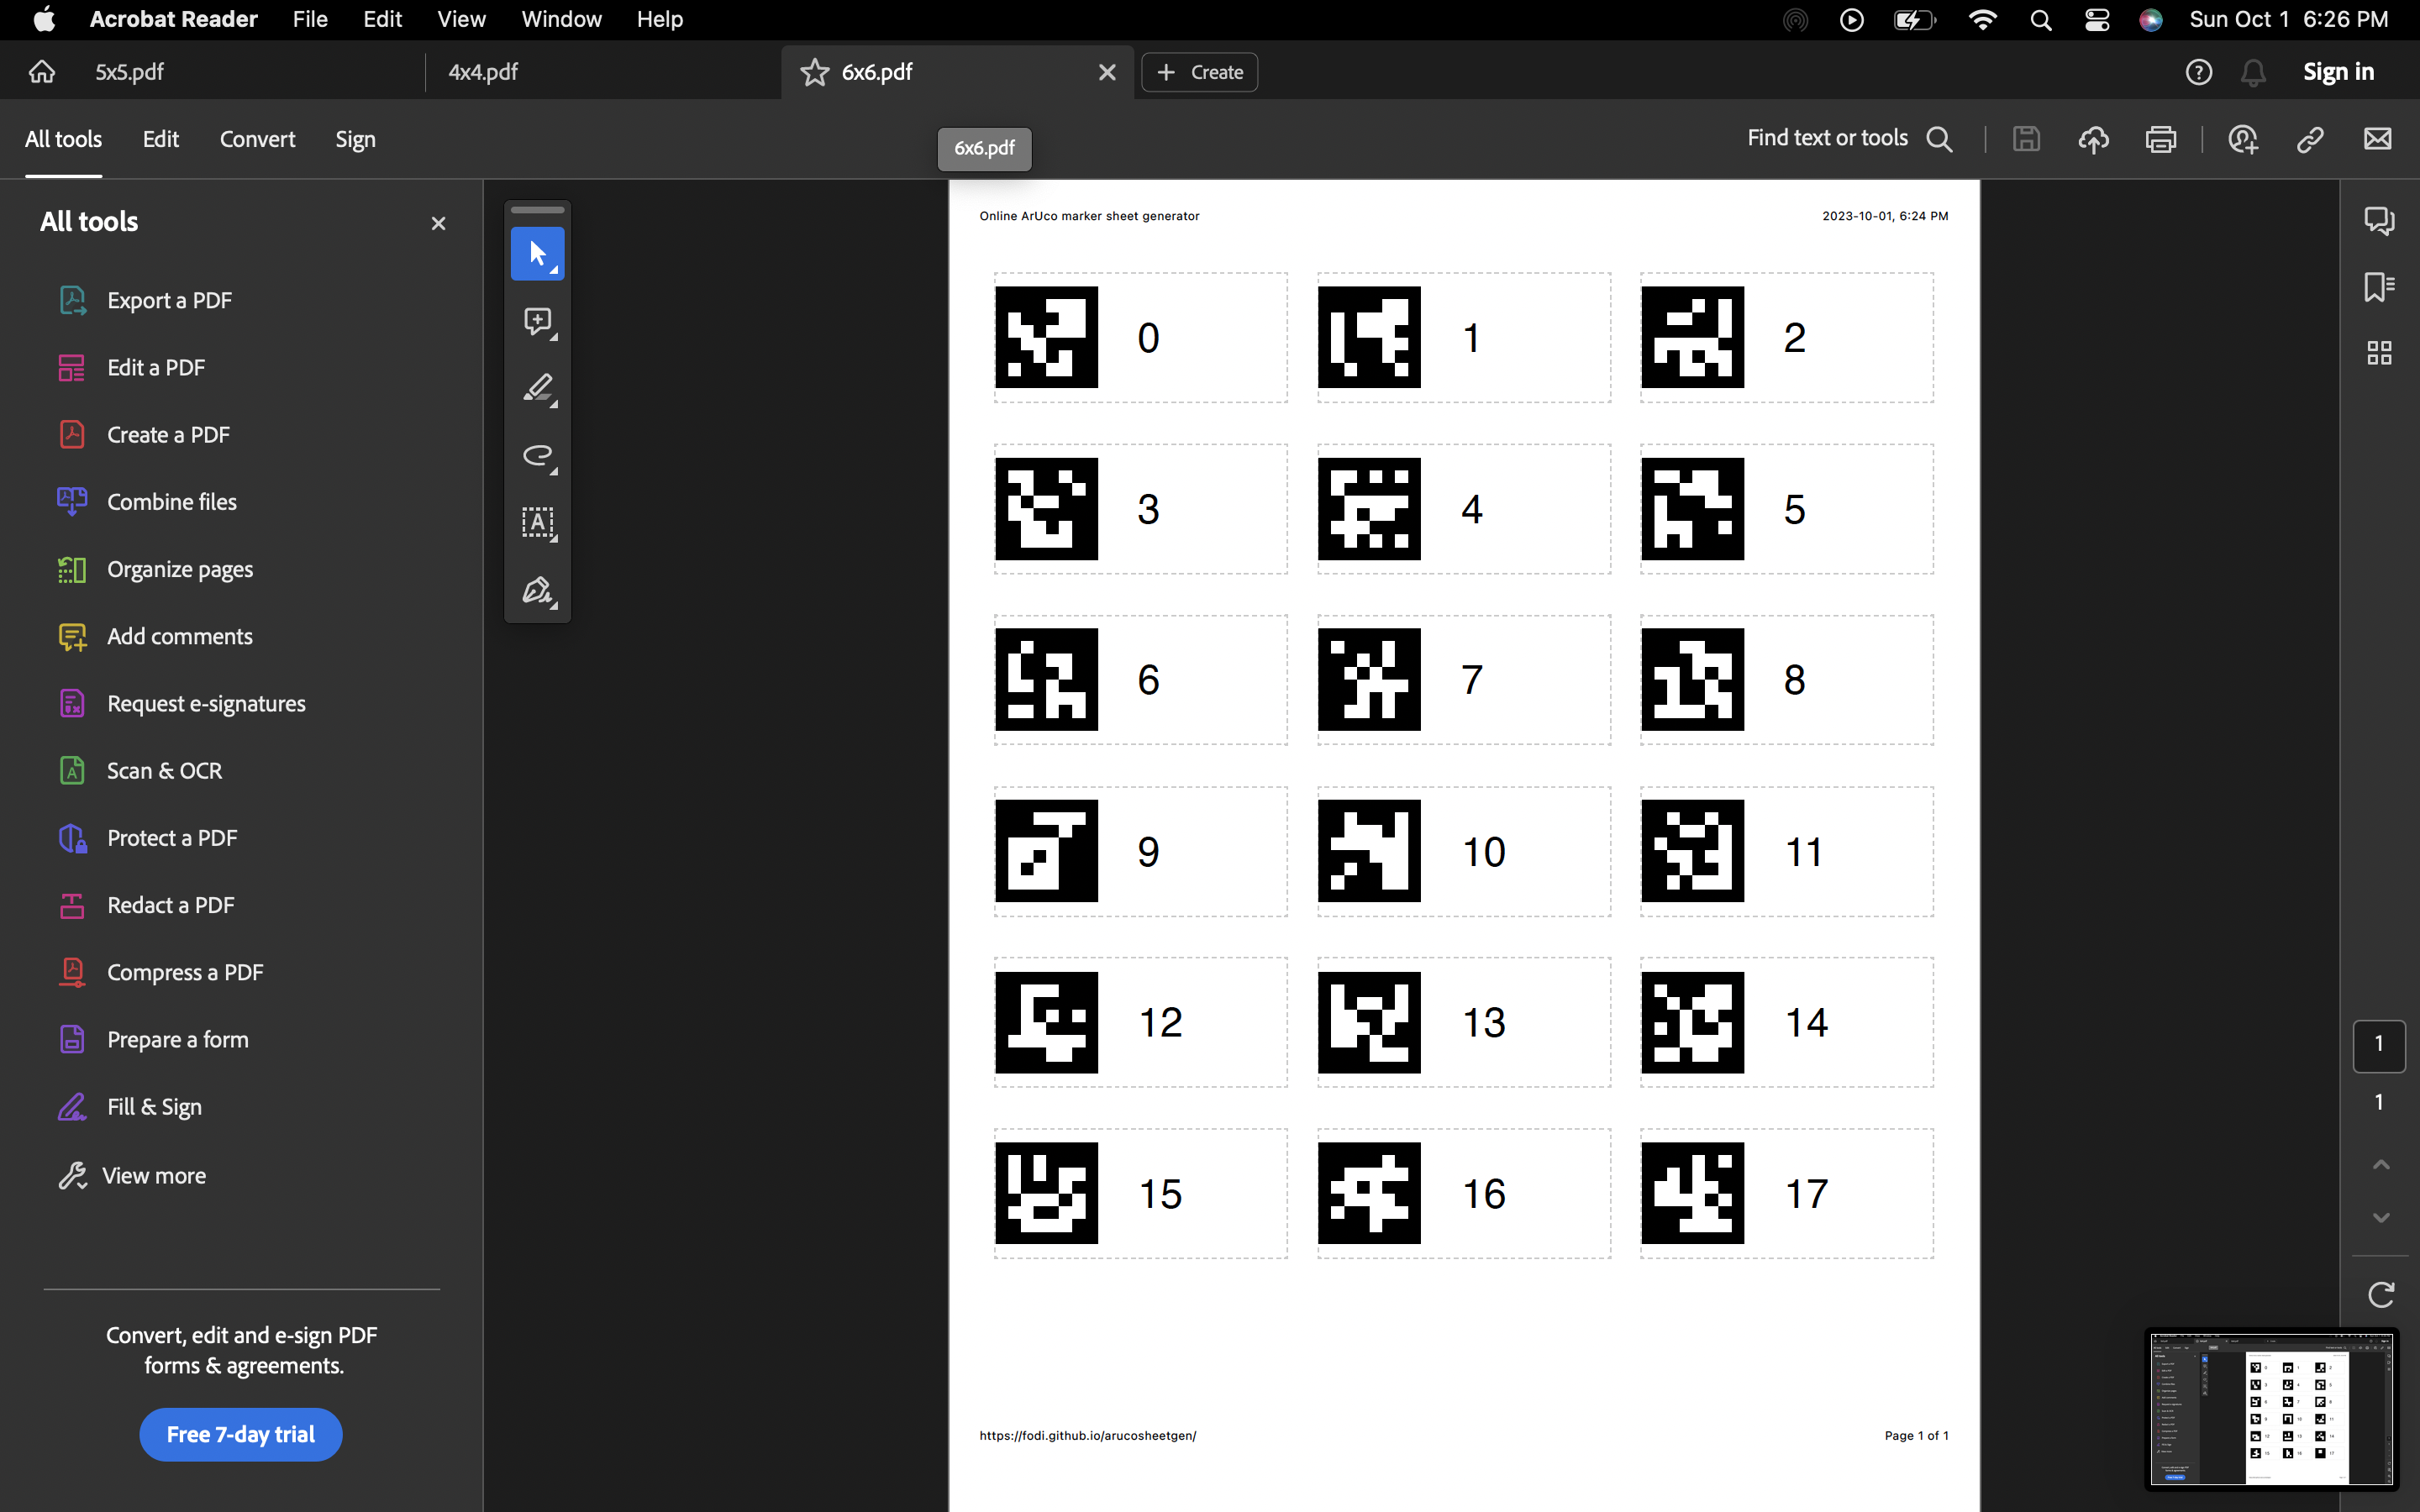 Acrobat Reader File Edit View Window Help Sun Oct 1 6:26 PM
5x5.pdf 4x4.pdf 6x6.pdf Create Sign in
All tools Edit Convert Sign 6x6.pdf Find text or tools
All tools
Export a PDF
Edit a PDF
Create a PDF
Combine files
Organize pages
Add comments
Request e-signatures
Scan & OCR
Protect a PDF
Redact a PDF
Compress a PDF
Prepare a form
Fill & Sign
View more
Convert, edit and e-sign PDF
forms & agreements.
Free 7-day trial
Online ArUco marker sheet generator 2023-10-01, 6:24 PM
0 1 2
3 4 5
6 7 8
9 10 11
12 13 14
15 16 17
https://fodi.github.io/arucosheetgen/ Page 1 of 1
1
1